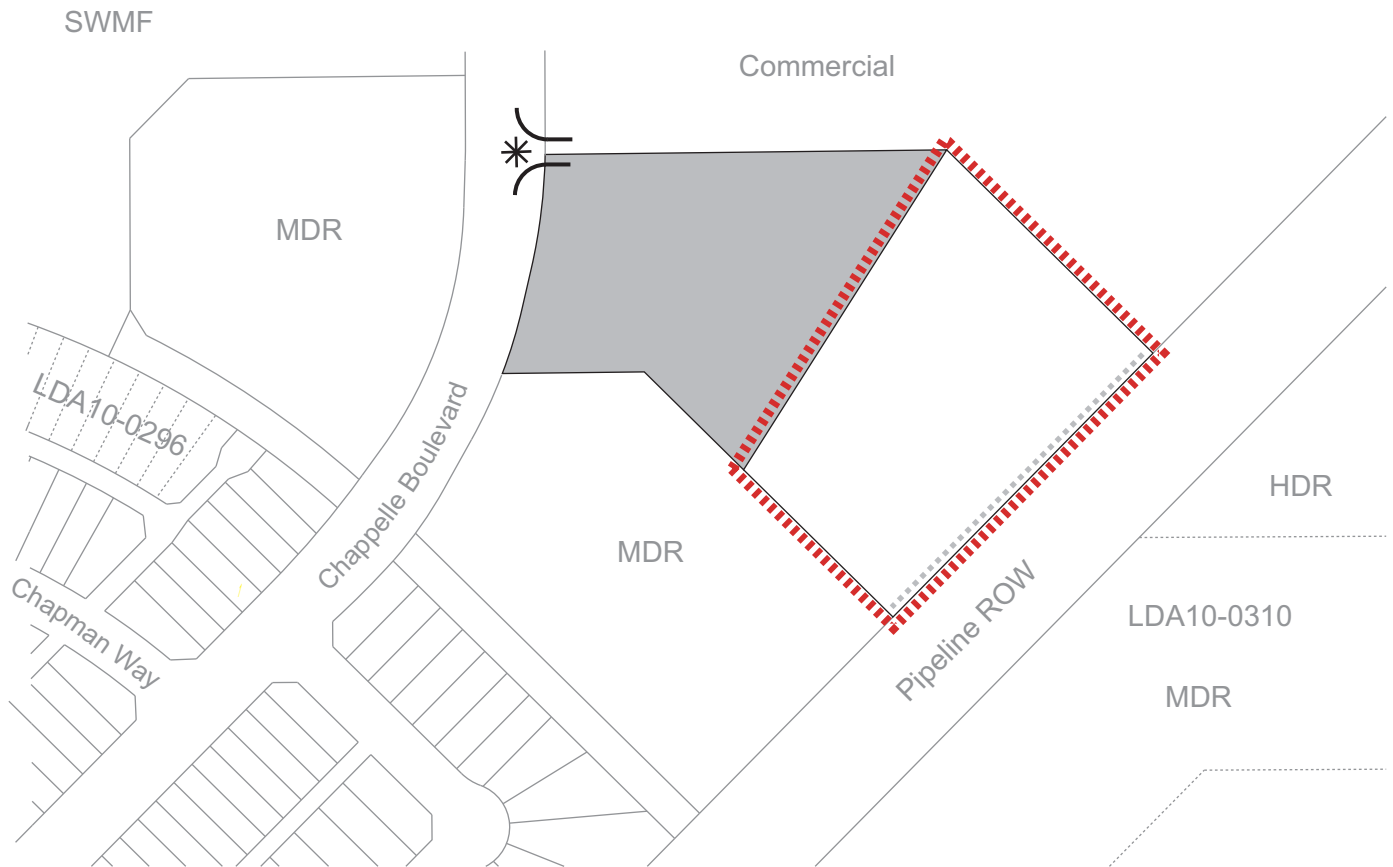 SWMF
Commercial
MDR
LDA10-0296
Chappelle Boulevard
HDR
MDR
Chapman Way
Pipeline ROW
LDA10-0310
MDR